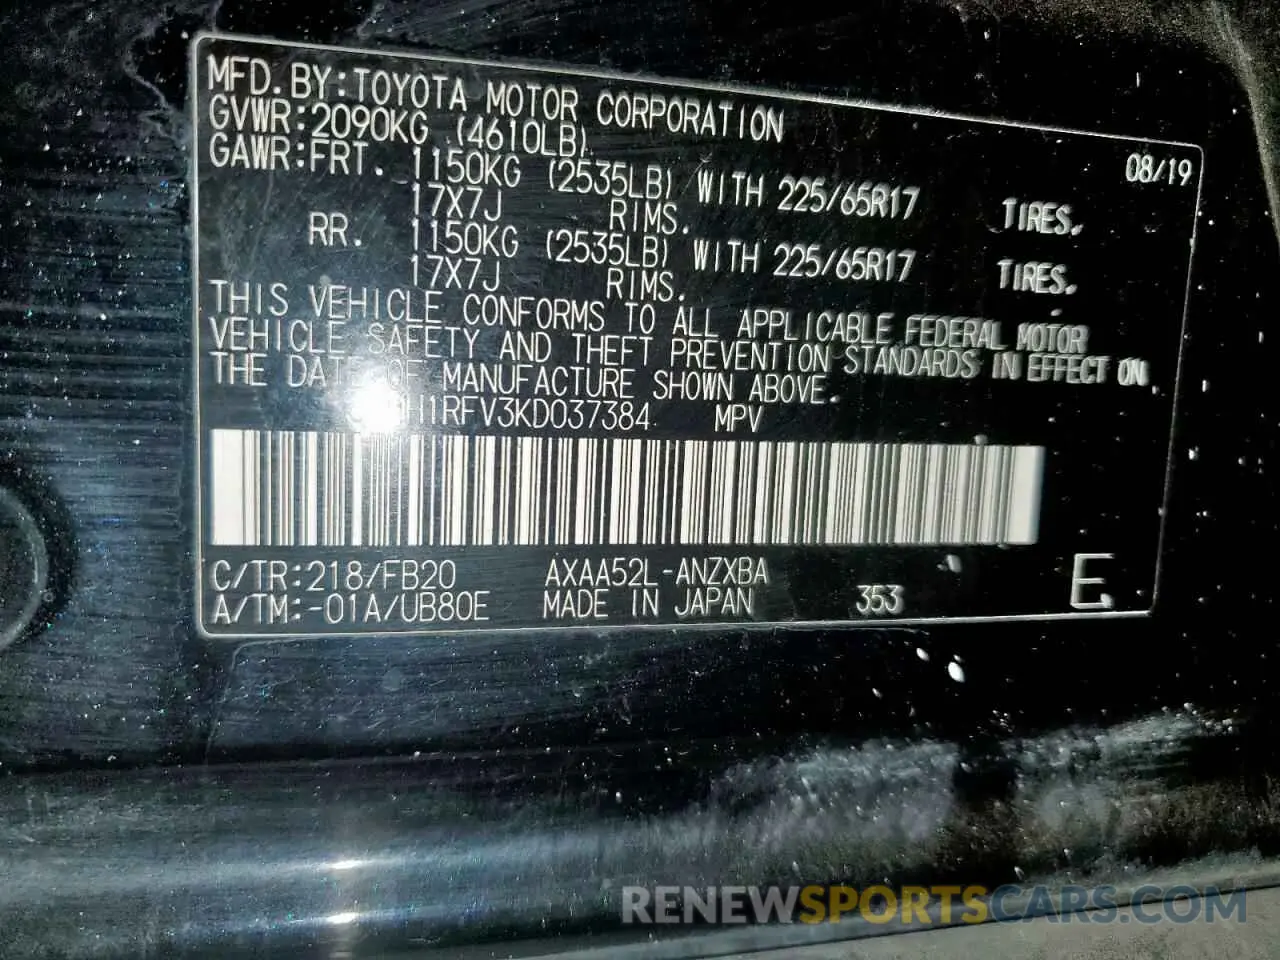 MFD. BY:TOYOTA MOTOR CORPORATION 08/19
GVWR:2090KG (4610LB)
GAWR:FRT. 1150KG (2535LB) WITH 225/65R17 TIRES.
17X7J RIMS.
RR. 1150KG (2535LB) WITH 225/65R17 TIRES.
17X7J RIMS.
THIS VEHICLE CONFORMS TO ALL APPLICABLE FEDERAL MOTOR
VEHICLE SAFETY AND THEFT PREVENTION STANDARDS IN EFFECT ON
THE DATE OF MANUFACTURE SHOWN ABOVE.
H1RFV3KD037384 MPV
C/TR:218/FB20 AXAA52L-ANZXBA
A/TM:-01A/UB80E MADE IN JAPAN 353 E
RENEWSPORTSCARS.COM